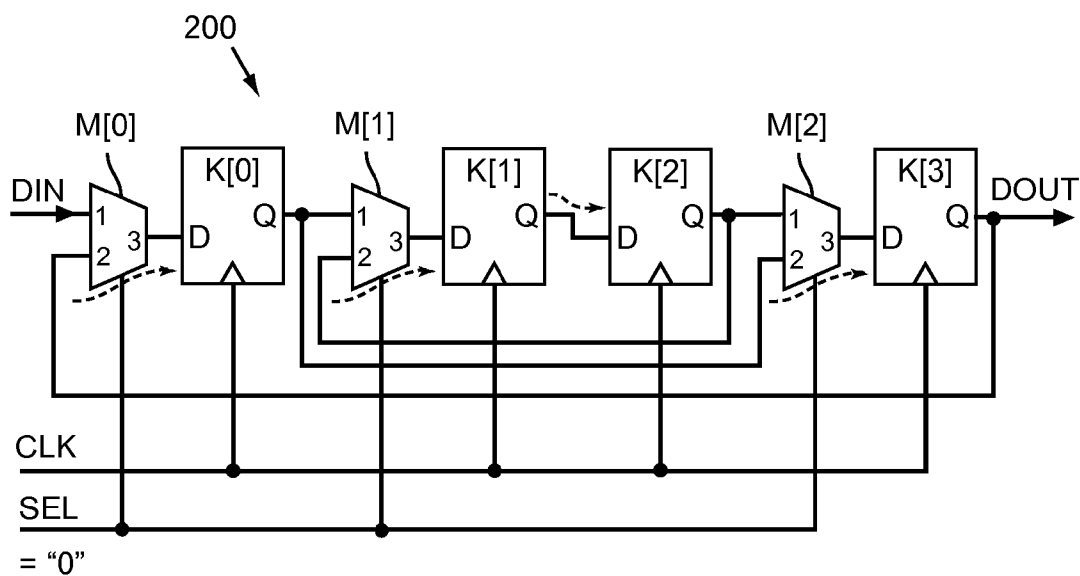 200
M[0]
M[1]
M[2]
DIN
1
2
3
D
K[0]
Q
1
2
3
D
K[1]
Q
D
K[2]
Q
1
2
3
D
K[3]
Q
DOUT
CLK
SEL
= “0”